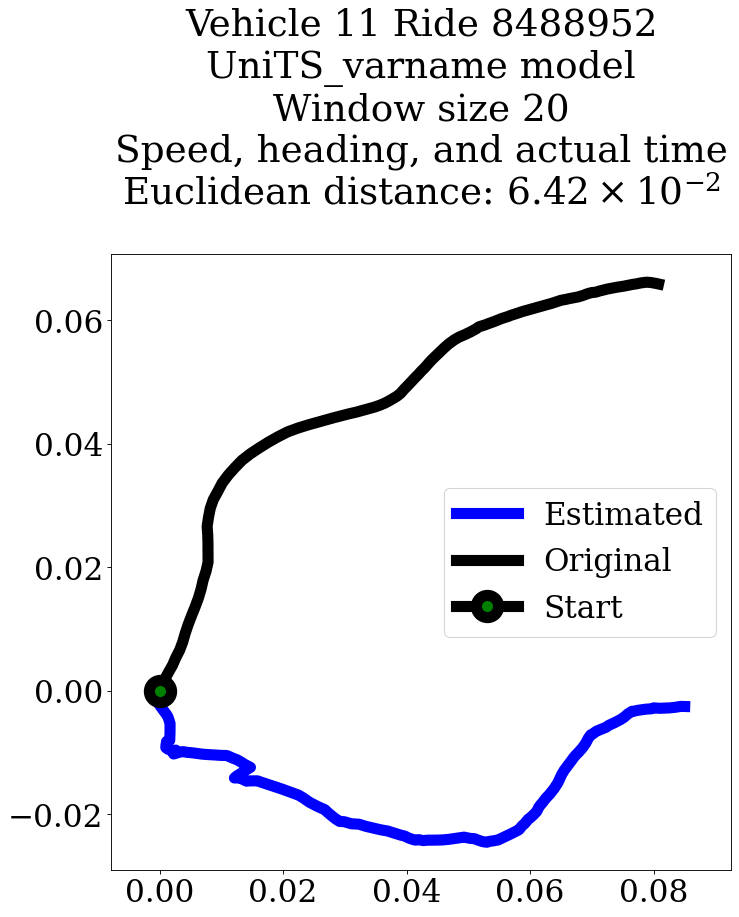 Vehicle 11 Ride 8488952
UniTS_varname model
Window size 20
Speed, heading, and actual time
Euclidean distance: 6.42 × 10⁻²
0.06
0.04
0.02
0.00
−0.02
Estimated
Original
Start
0.00 0.02 0.04 0.06 0.08